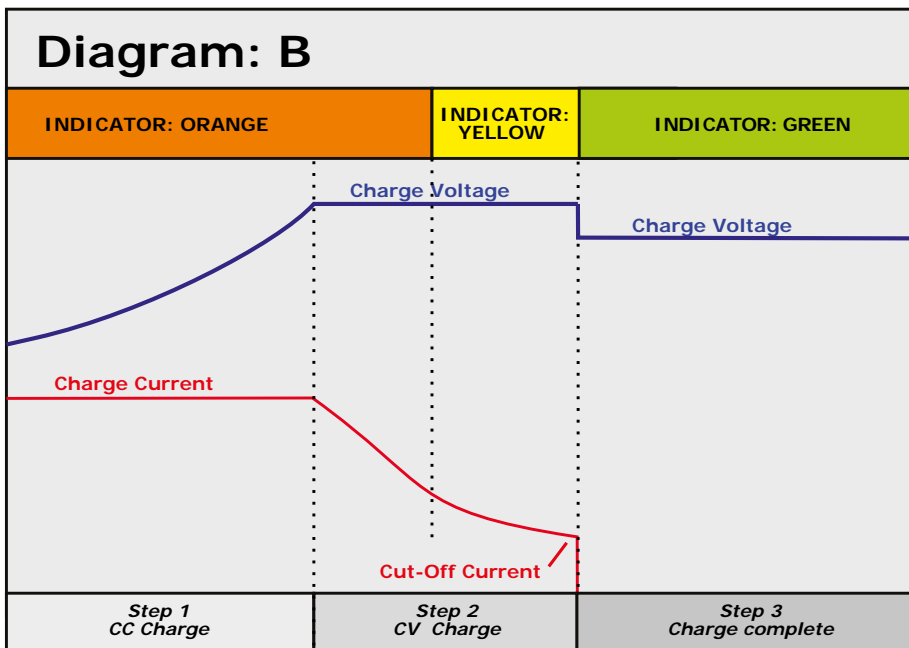 Diagram: B
INDICATOR: ORANGE
INDICATOR:
YELLOW
INDICATOR: GREEN
Charge Voltage
Charge Voltage
Charge Current
Cut-Off Current
Step 1
CC Charge
Step 2
CV Charge
Step 3
Charge complete